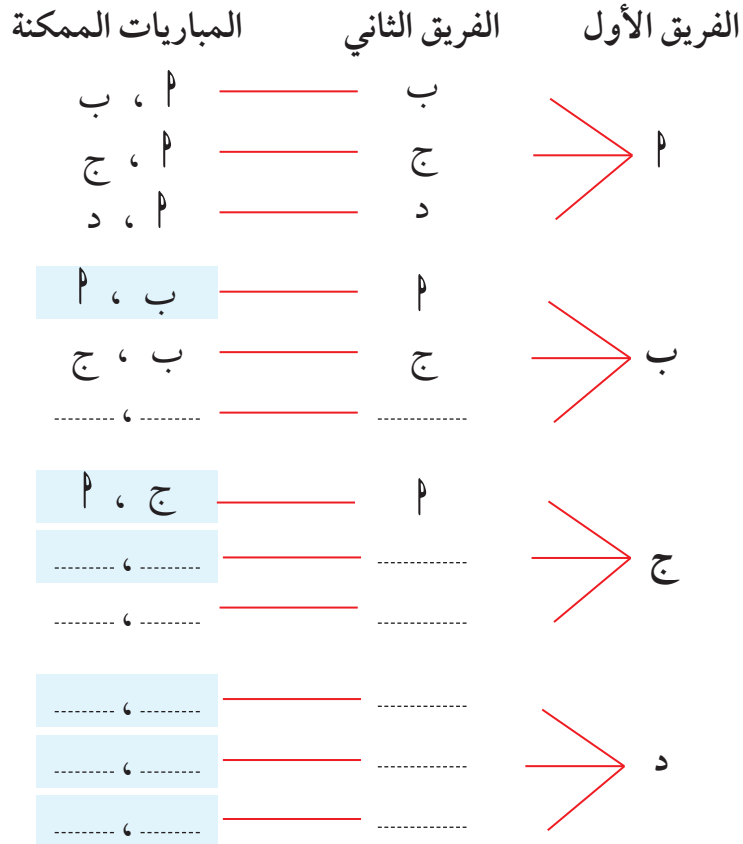 الفريق الأول الفريق الثاني المباريات الممكنة
ب أ ، ب
أ ج أ ، ج
د أ ، د
أ ب ، أ
ب ج ب ، ج
......... ......... ، .........
أ ج ، أ
ج ......... ......... ، .........
......... ......... ، .........
......... ......... ، .........
د ......... ......... ، .........
......... ......... ، .........